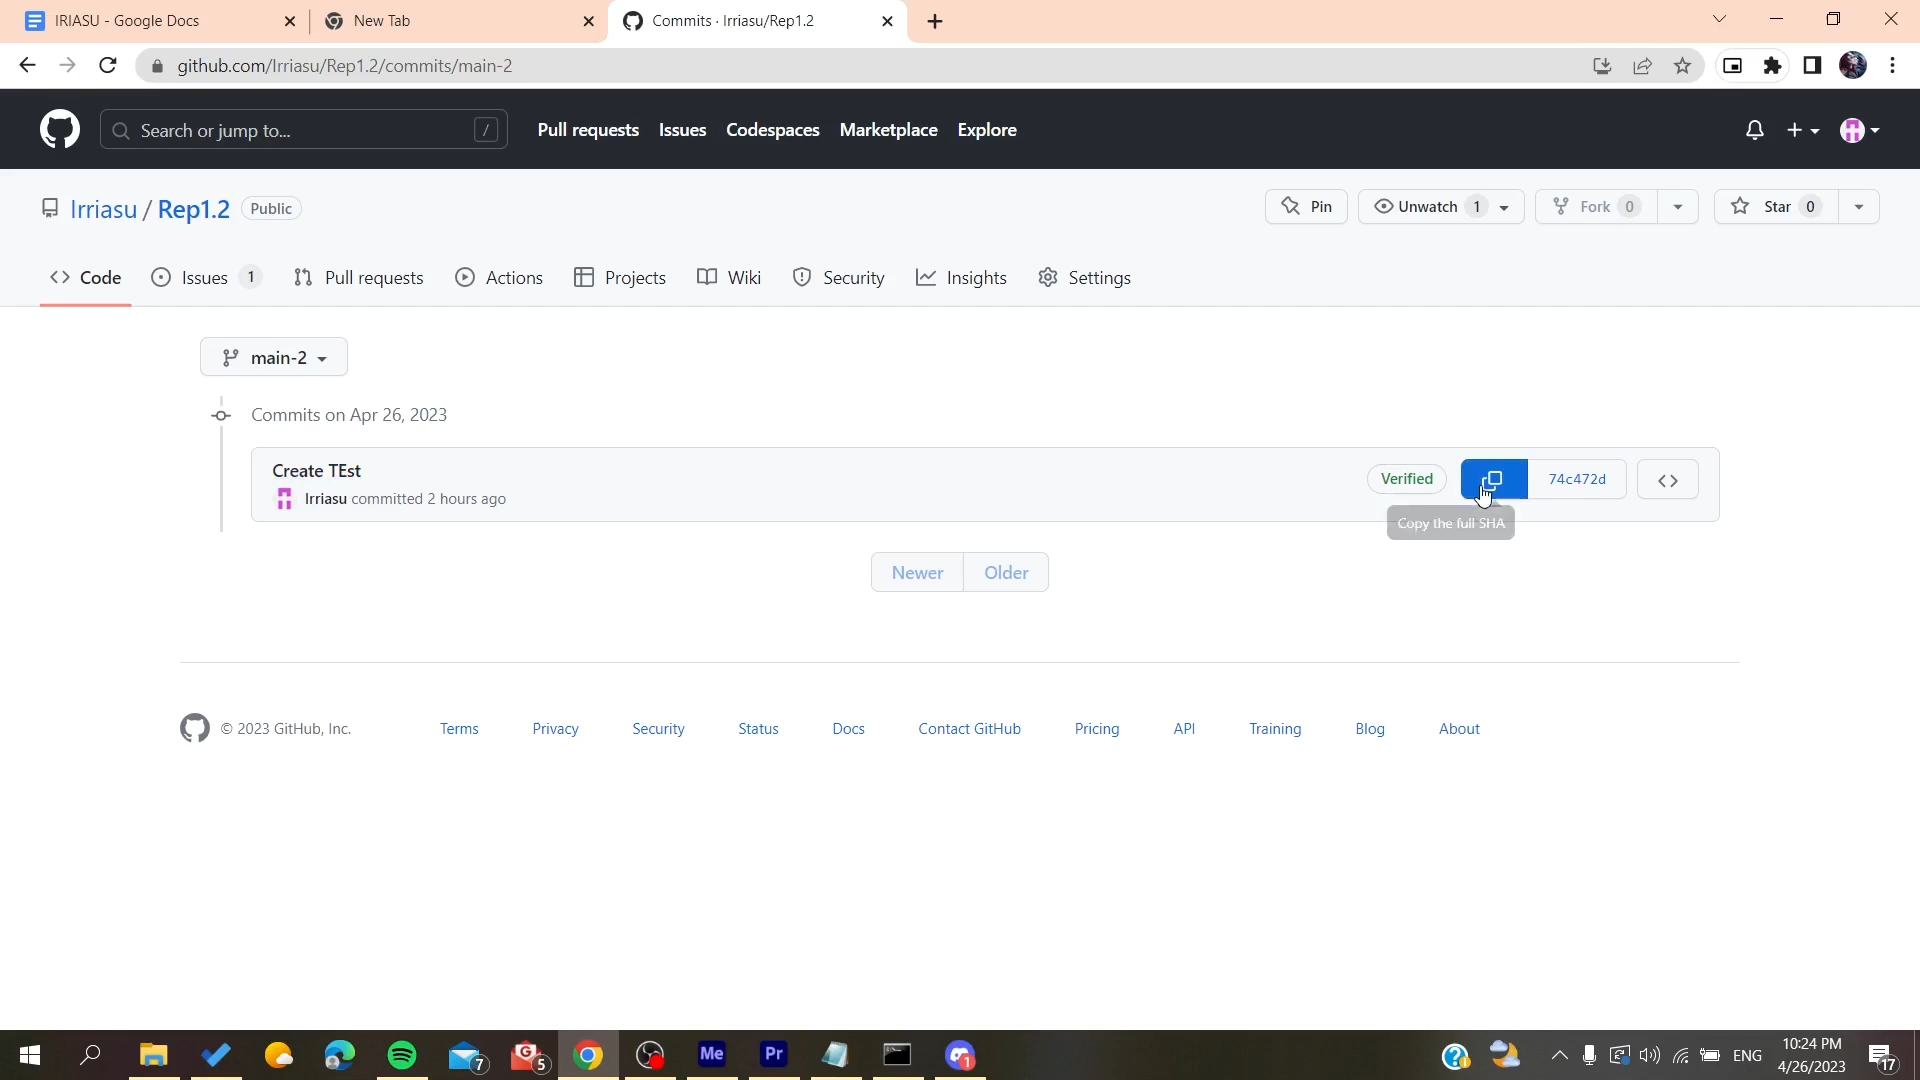 IRIASU - Google Docs
New Tab
Commits · Irriasu/Rep1.2
github.com/Irriasu/Rep1.2/commits/main-2
Search or jump to...
/
Pull requests
Issues
Codespaces
Marketplace
Explore
Irriasu / Rep1.2
Public
Pin
Unwatch 1
Fork 0
Star 0
Code
Issues 1
Pull requests
Actions
Projects
Wiki
Security
Insights
Settings
main-2
Commits on Apr 26, 2023
Create TEst
Irriasu committed 2 hours ago
Verified
74c472d
Copy the full SHA
Newer
Older
© 2023 GitHub, Inc.
Terms
Privacy
Security
Status
Docs
Contact GitHub
Pricing
API
Training
Blog
About
7
G
5
Me
Pr
1
ENG
10:24 PM
4/26/2023
17